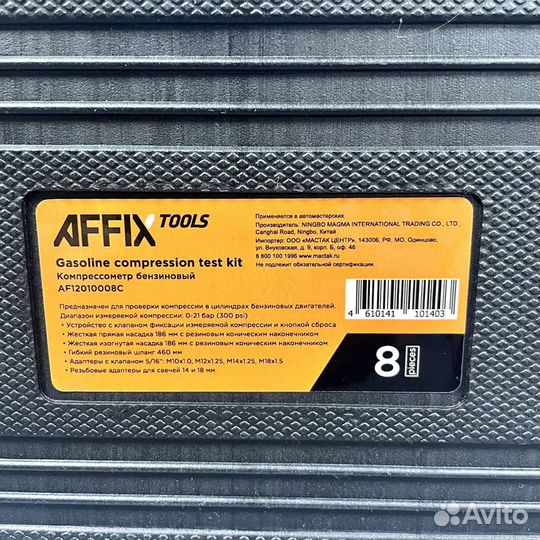 AFFIX TOOLS
Gasoline compression test kit
Компрессометр бензиновый
AF12010008C
Применяется в автомастерских.
Производитель: NINGBO MAGMA INTERNATIONAL TRADING CO., LTD.,
Canghai Road, Ningbo, Китай
Импортер: ООО «МАСТАК ЦЕНТР», 143006, РФ, МО, Одинцово,
ул. Внуковская, д. 9, корп. Б, оф. 46
8 800 100 1996 www.mactak.ru
Предназначен для проверки компрессии в цилиндрах бензиновых двигателей.
Диапазон измеряемой компрессии: 0-21 бар (300 psi)
• Устройство с клапаном фиксации измеряемой компрессии и кнопкой сброса
• Жесткая прямая насадка 186 мм с резиновым коническим наконечником
• Жесткая изогнутая насадка 186 мм с резиновым коническим наконечником
• Гибкий резиновый шланг 460 мм
• Адаптеры с клапаном 5/16": M10x1.0, M12x1.25, M14x1.25, M18x1.5
• Резьбовые адаптеры для свечей 14 и 18 мм
4 610141 101403
8 pieces
Avito